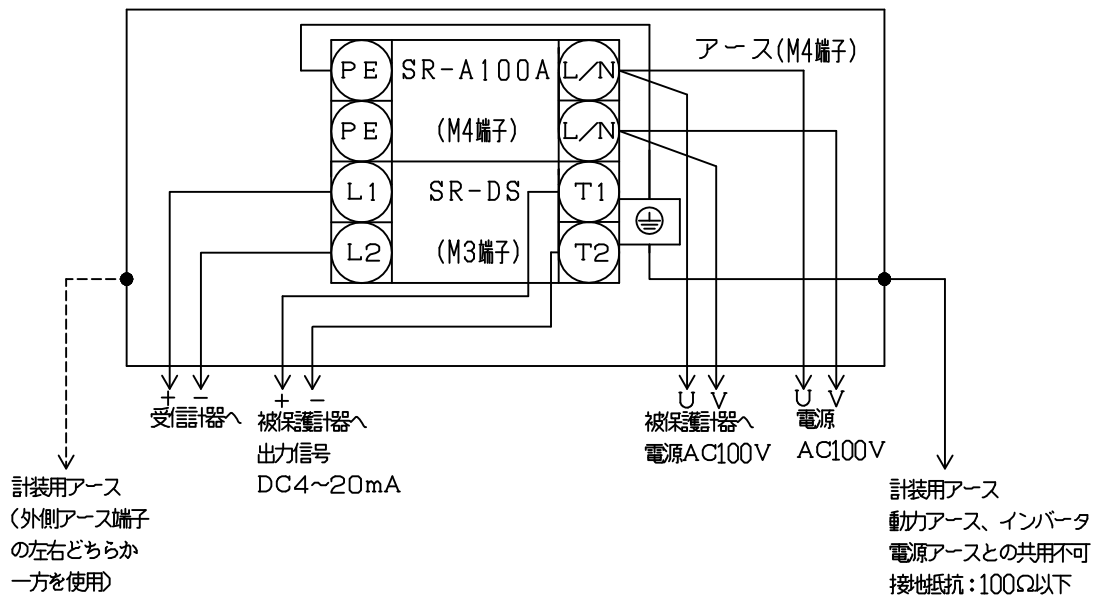 アース(M4端子)
PE SR-A100A L/N
PE (M4端子) L/N
L1 SR-DS T1
L2 (M3端子) T2
+ −
受信計器へ
+ −
被保護計器へ
出力信号
DC4〜20mA
U V
被保護計器へ
電源AC100V
U V
電源
AC100V
計装用アース
(外側アース端子
の左右どちらか
一方を使用)
計装用アース
動力アース、インバータ
電源アースとの共用不可
接地抵抗:100Ω以下